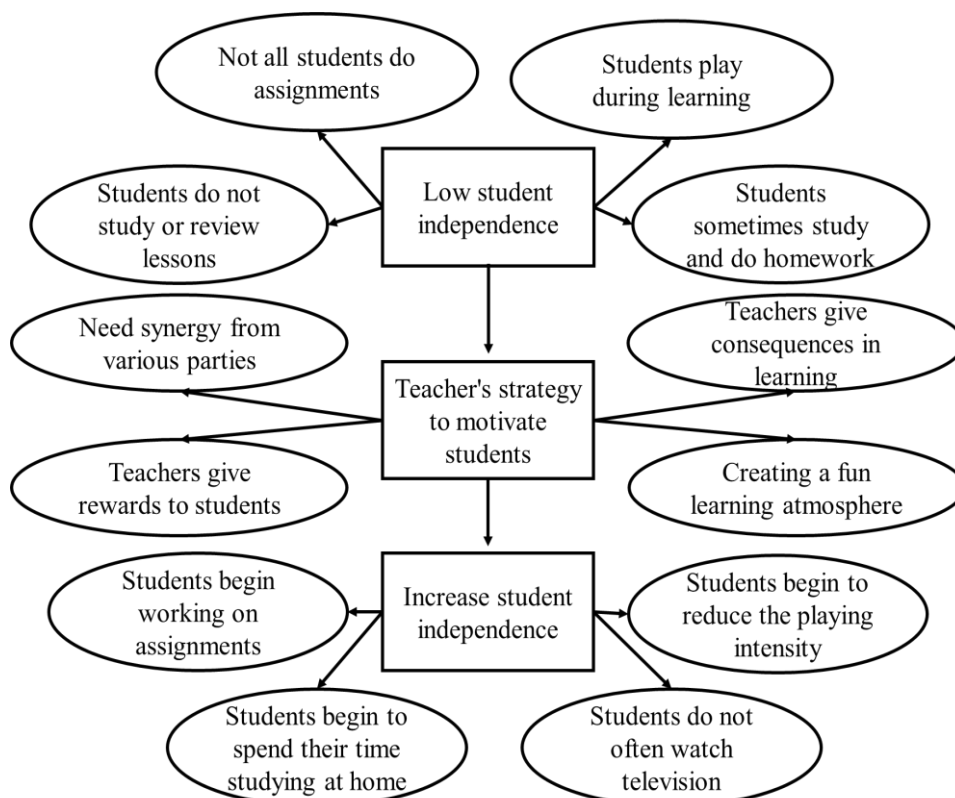 Not all students do
assignments
Students play
during learning
Low student
independence
Students do not
study or review
lessons
Students
sometimes study
and do homework
Need synergy from
various parties
Teachers give
consequences in
learning
Teacher's strategy
to motivate
students
Teachers give
rewards to students
Creating a fun
learning atmosphere
Students begin
working on
assignments
Increase student
independence
Students begin to
reduce the playing
intensity
Students begin to
spend their time
studying at home
Students do not
often watch
television